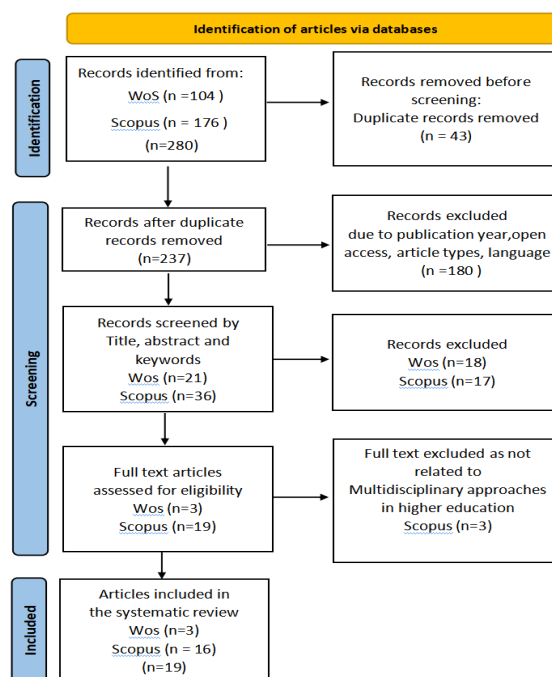 Identification of articles via databases
Identification
Records identified from:
WoS (n =104 )
Scopus (n = 176 )
(n=280)
Records removed before
screening:
Duplicate records removed
(n = 43)
Screening
Records after duplicate
records removed
(n=237)
Records excluded
due to publication year,open
access, article types, language
(n =180 )
Records screened by
Title, abstract and
keywords
Wos (n=21)
Scopus (n=36)
Records excluded
Wos (n=18)
Scopus (n=17)
Full text articles
assessed for eligibility
Wos (n=3)
Scopus (n=19)
Full text excluded as not
related to
Multidisciplinary approaches
in higher education
Scopus (n=3)
Included
Articles included in
the systematic review
Wos (n=3)
Scopus (n = 16)
(n=19)